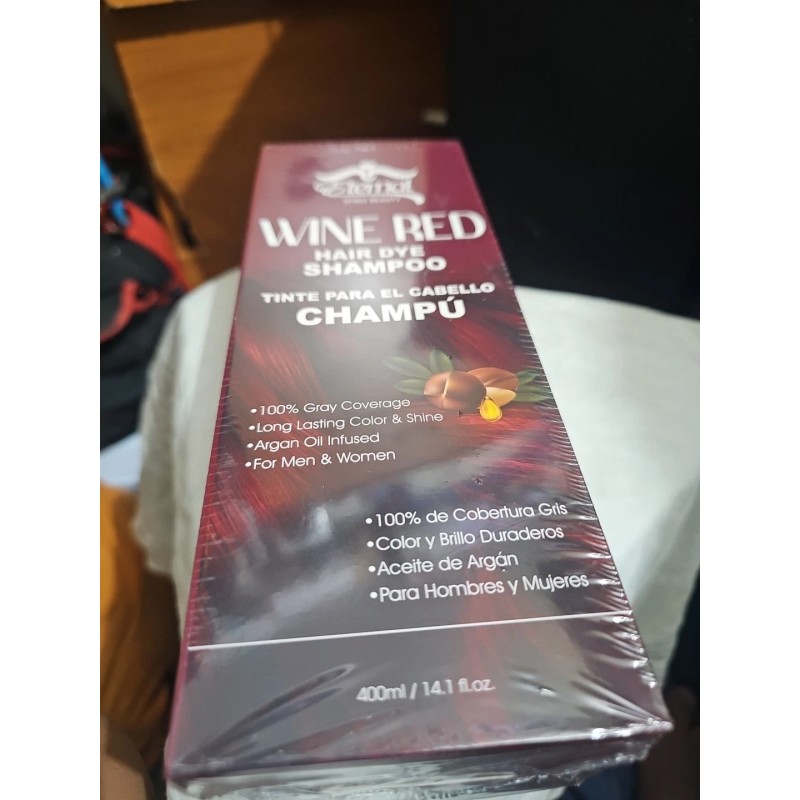 Eternal
WINE RED
HAIR DYE
SHAMPOO
TINTE PARA EL CABELLO
CHAMPÚ
•100% Gray Coverage
•Long Lasting Color & Shine
•Argan Oil Infused
•For Men & Women
•100% de Cobertura Gris
•Color y Brillo Duraderos
•Aceite de Argán
•Para Hombres y Mujeres
400ml / 14.1 fl.oz.